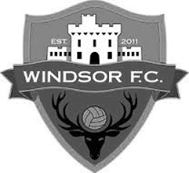 EST. 2011
WINDSOR F.C.